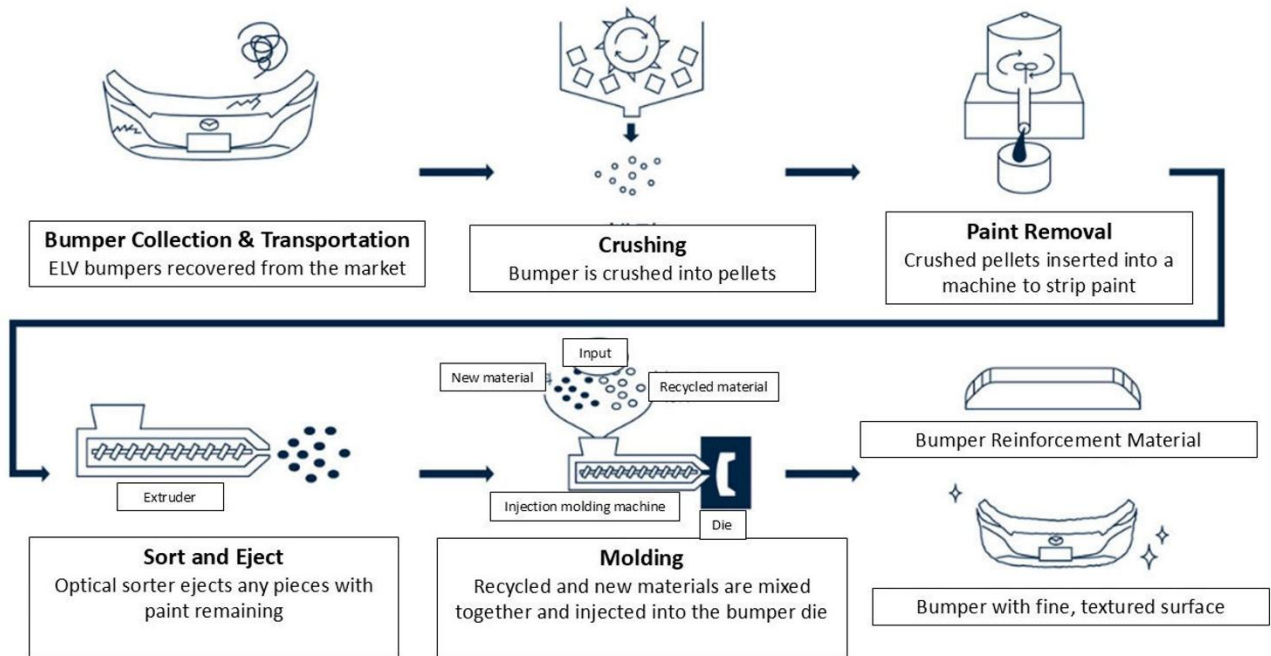 Bumper Collection & Transportation
ELV bumpers recovered from the market
Crushing
Bumper is crushed into pellets
Paint Removal
Crushed pellets inserted into a
machine to strip paint
Extruder
Sort and Eject
Optical sorter ejects any pieces with
paint remaining
Input
New material
Recycled material
Injection molding machine
Die
Molding
Recycled and new materials are mixed
together and injected into the bumper die
Bumper Reinforcement Material
Bumper with fine, textured surface